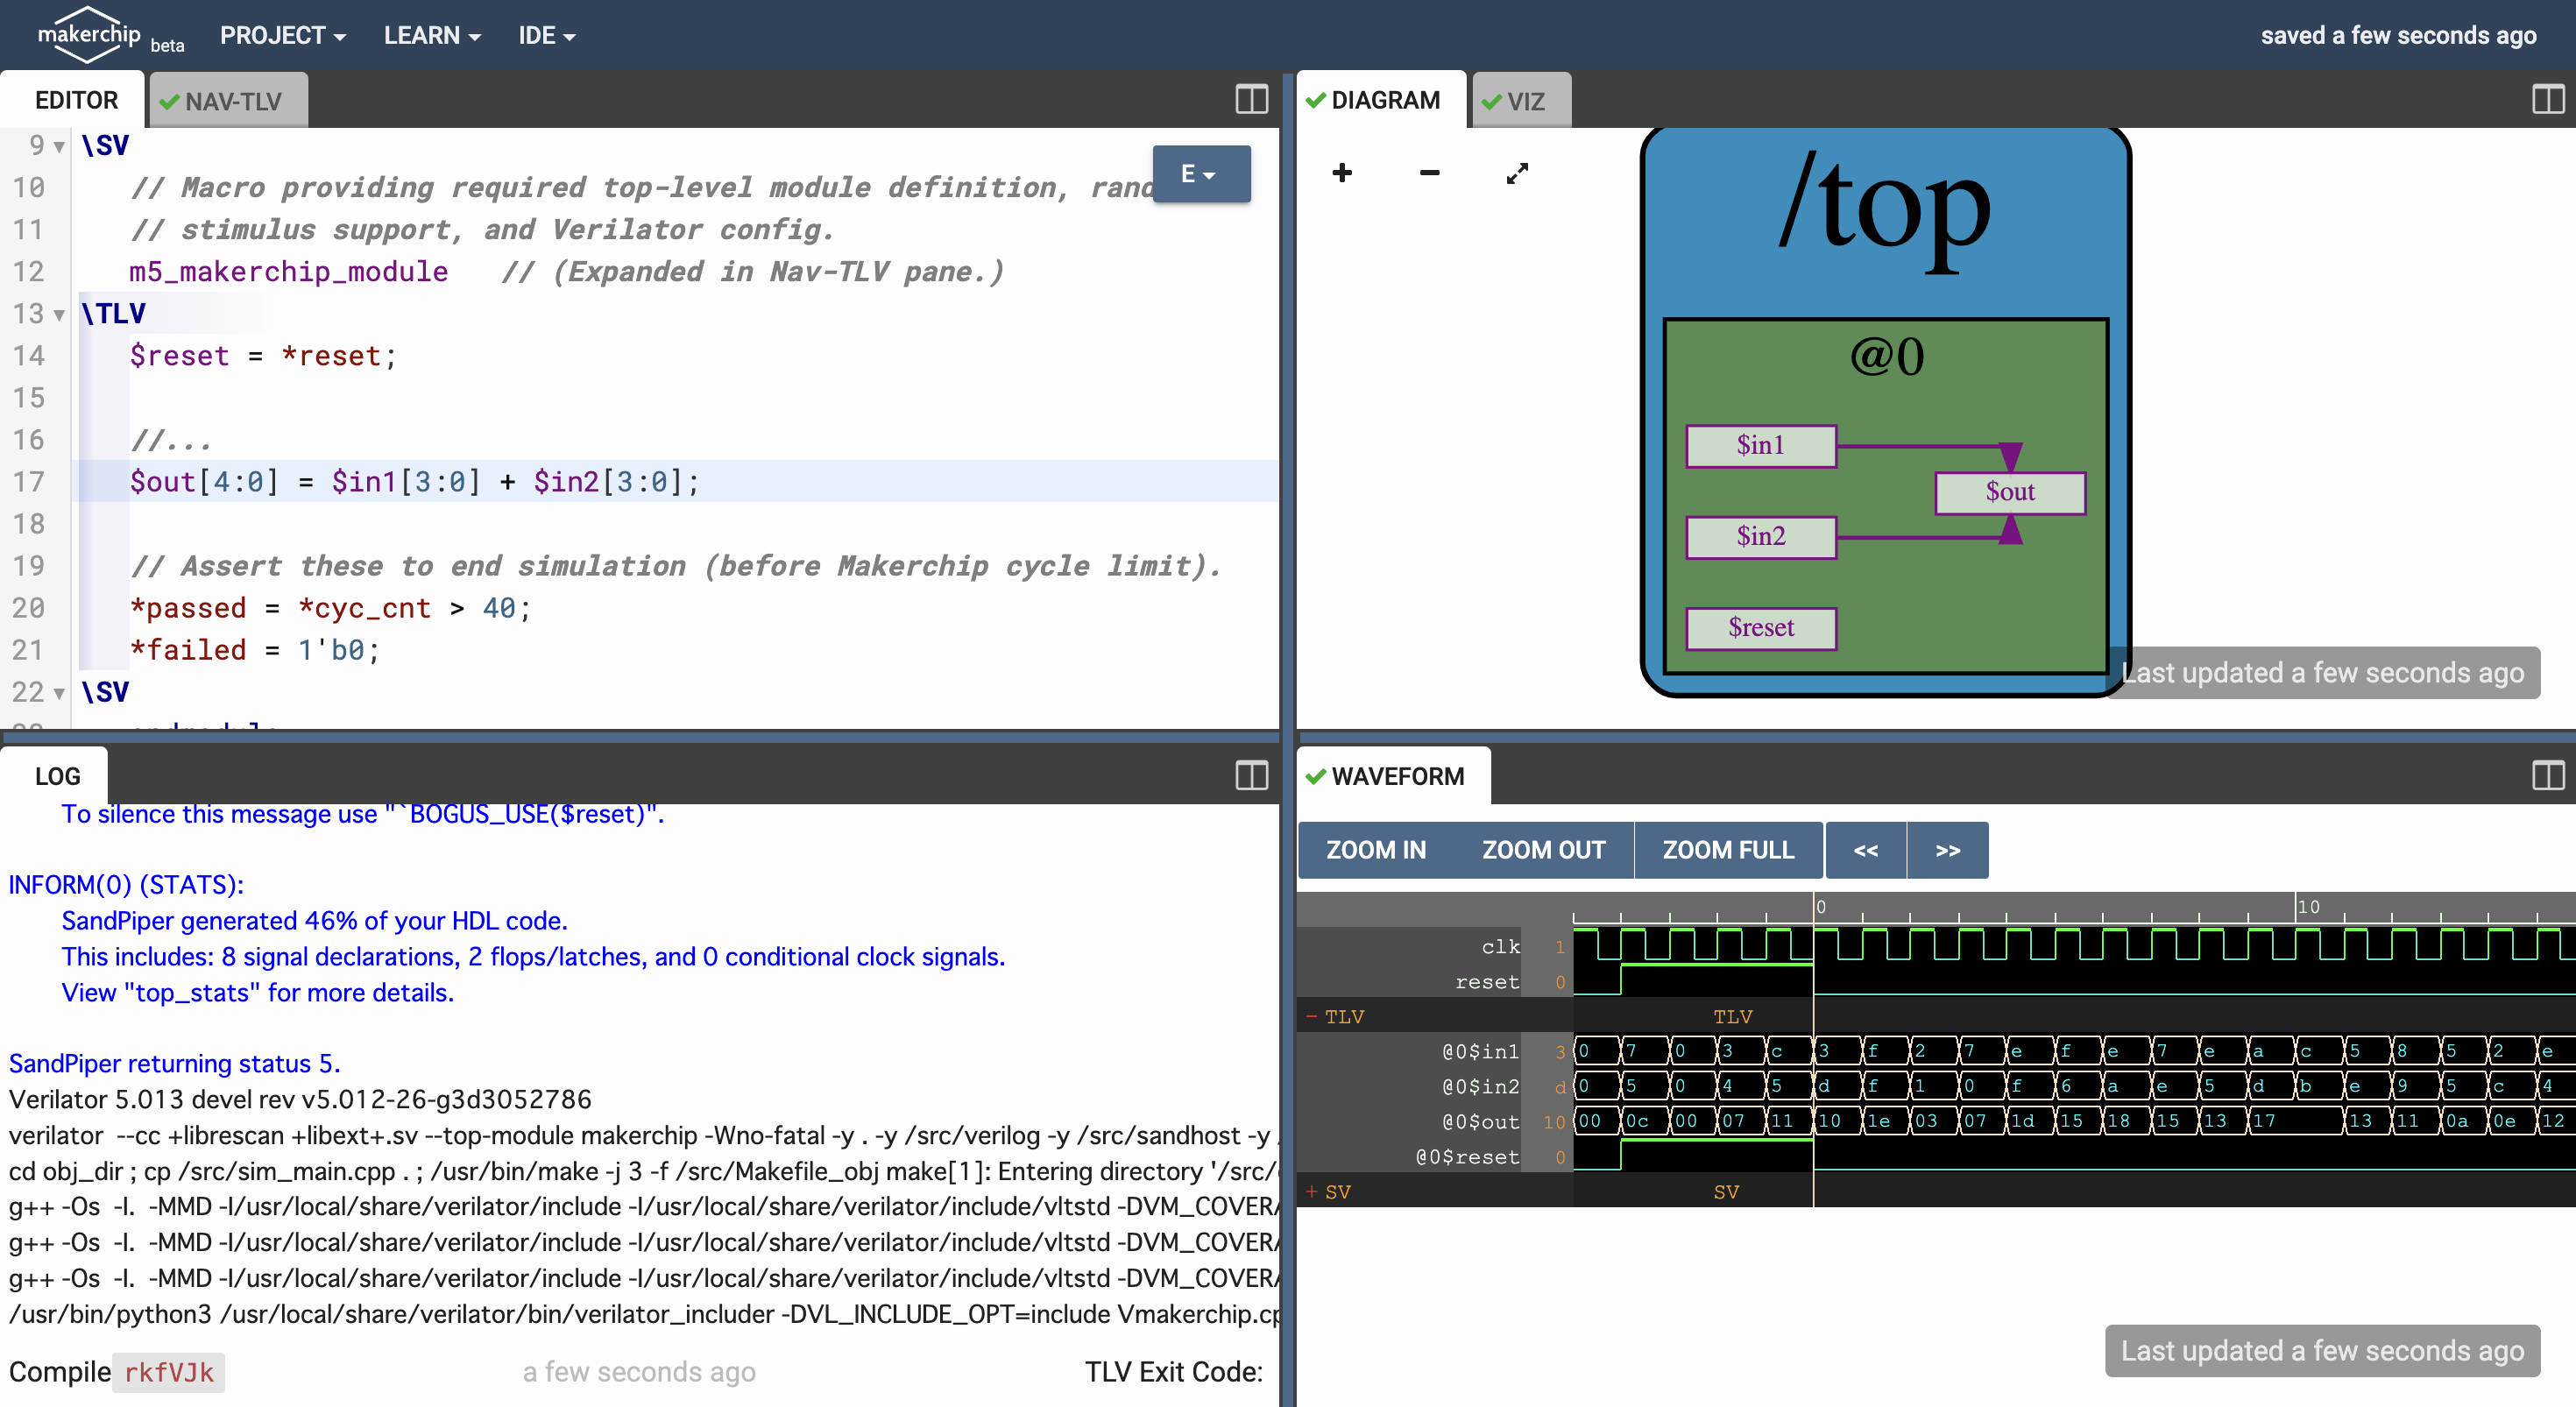 makerchip beta PROJECT LEARN IDE saved a few seconds ago
EDITOR NAV-TLV
9 \SV
E
10 // Macro providing required top-level module definition, rand
11 // stimulus support, and Verilator config.
12 m5_makerchip_module // (Expanded in Nav-TLV pane.)
13 \TLV
14 $reset = *reset;
15
16 //...
17 $out[4:0] = $in1[3:0] + $in2[3:0];
18
19 // Assert these to end simulation (before Makerchip cycle limit).
20 *passed = *cyc_cnt > 40;
21 *failed = 1'b0;
22 \SV
DIAGRAM VIZ
/top
@0
$in1
$out
$in2
$reset
Last updated a few seconds ago
LOG
To silence this message use "`BOGUS_USE($reset)".
INFORM(0) (STATS):
SandPiper generated 46% of your HDL code.
This includes: 8 signal declarations, 2 flops/latches, and 0 conditional clock signals.
View "top_stats" for more details.
SandPiper returning status 5.
Verilator 5.013 devel rev v5.012-26-g3d3052786
verilator --cc +librescan +libext+.sv --top-module makerchip -Wno-fatal -y . -y /src/verilog -y /src/sandhost -y
cd obj_dir ; cp /src/sim_main.cpp . ; /usr/bin/make -j 3 -f /src/Makefile_obj make[1]: Entering directory '/src/
g++ -Os -I. -MMD -I/usr/local/share/verilator/include -I/usr/local/share/verilator/include/vltstd -DVM_COVERA
g++ -Os -I. -MMD -I/usr/local/share/verilator/include -I/usr/local/share/verilator/include/vltstd -DVM_COVERA
g++ -Os -I. -MMD -I/usr/local/share/verilator/include -I/usr/local/share/verilator/include/vltstd -DVM_COVERA
/usr/bin/python3 /usr/local/share/verilator/bin/verilator_includer -DVL_INCLUDE_OPT=include Vmakerchip.cp
Compile rkfVJk a few seconds ago TLV Exit Code:
WAVEFORM
ZOOM IN ZOOM OUT ZOOM FULL << >>
0 10
clk 1
reset 0
- TLV TLV
@0$in1 3 0 7 0 3 c 3 f 2 7 e f e 7 e a c 5 8 5 2 e
@0$in2 d 0 5 0 4 5 d f 1 0 f 6 a e 5 d b e 9 5 c 4
@0$out 10 00 0c 00 07 11 10 1e 03 07 1d 15 18 15 13 17 13 11 0a 0e 12
@0$reset 0
+ SV SV
Last updated a few seconds ago